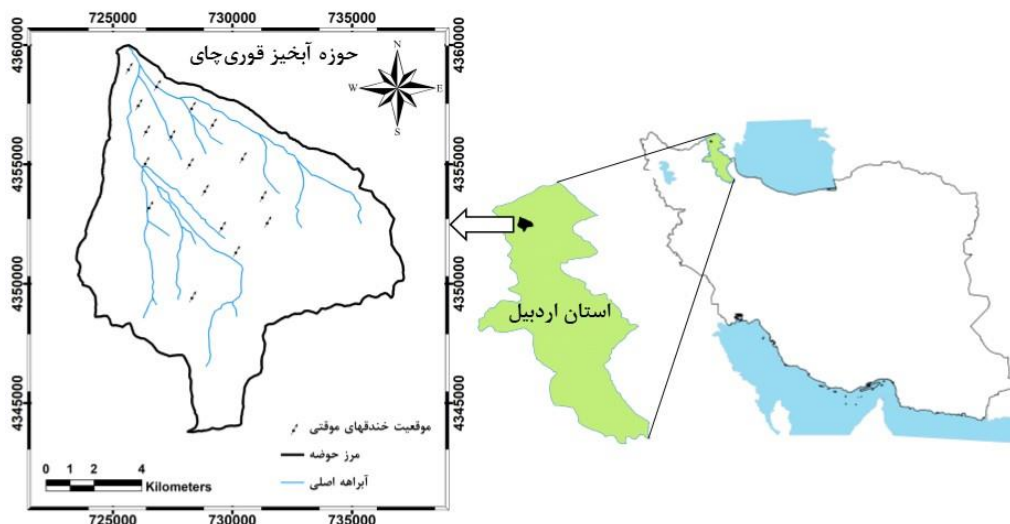 725000 730000 735000
4360000
4355000
4350000
4345000
حوزه آبخیز قوری‌چای
N
W E
S
موقعیت خندقهای موقتی
مرز حوضه
آبراهه اصلی
0 1 2 4
Kilometers
4360000
4355000
4350000
4345000
725000 730000 735000
استان اردبیل